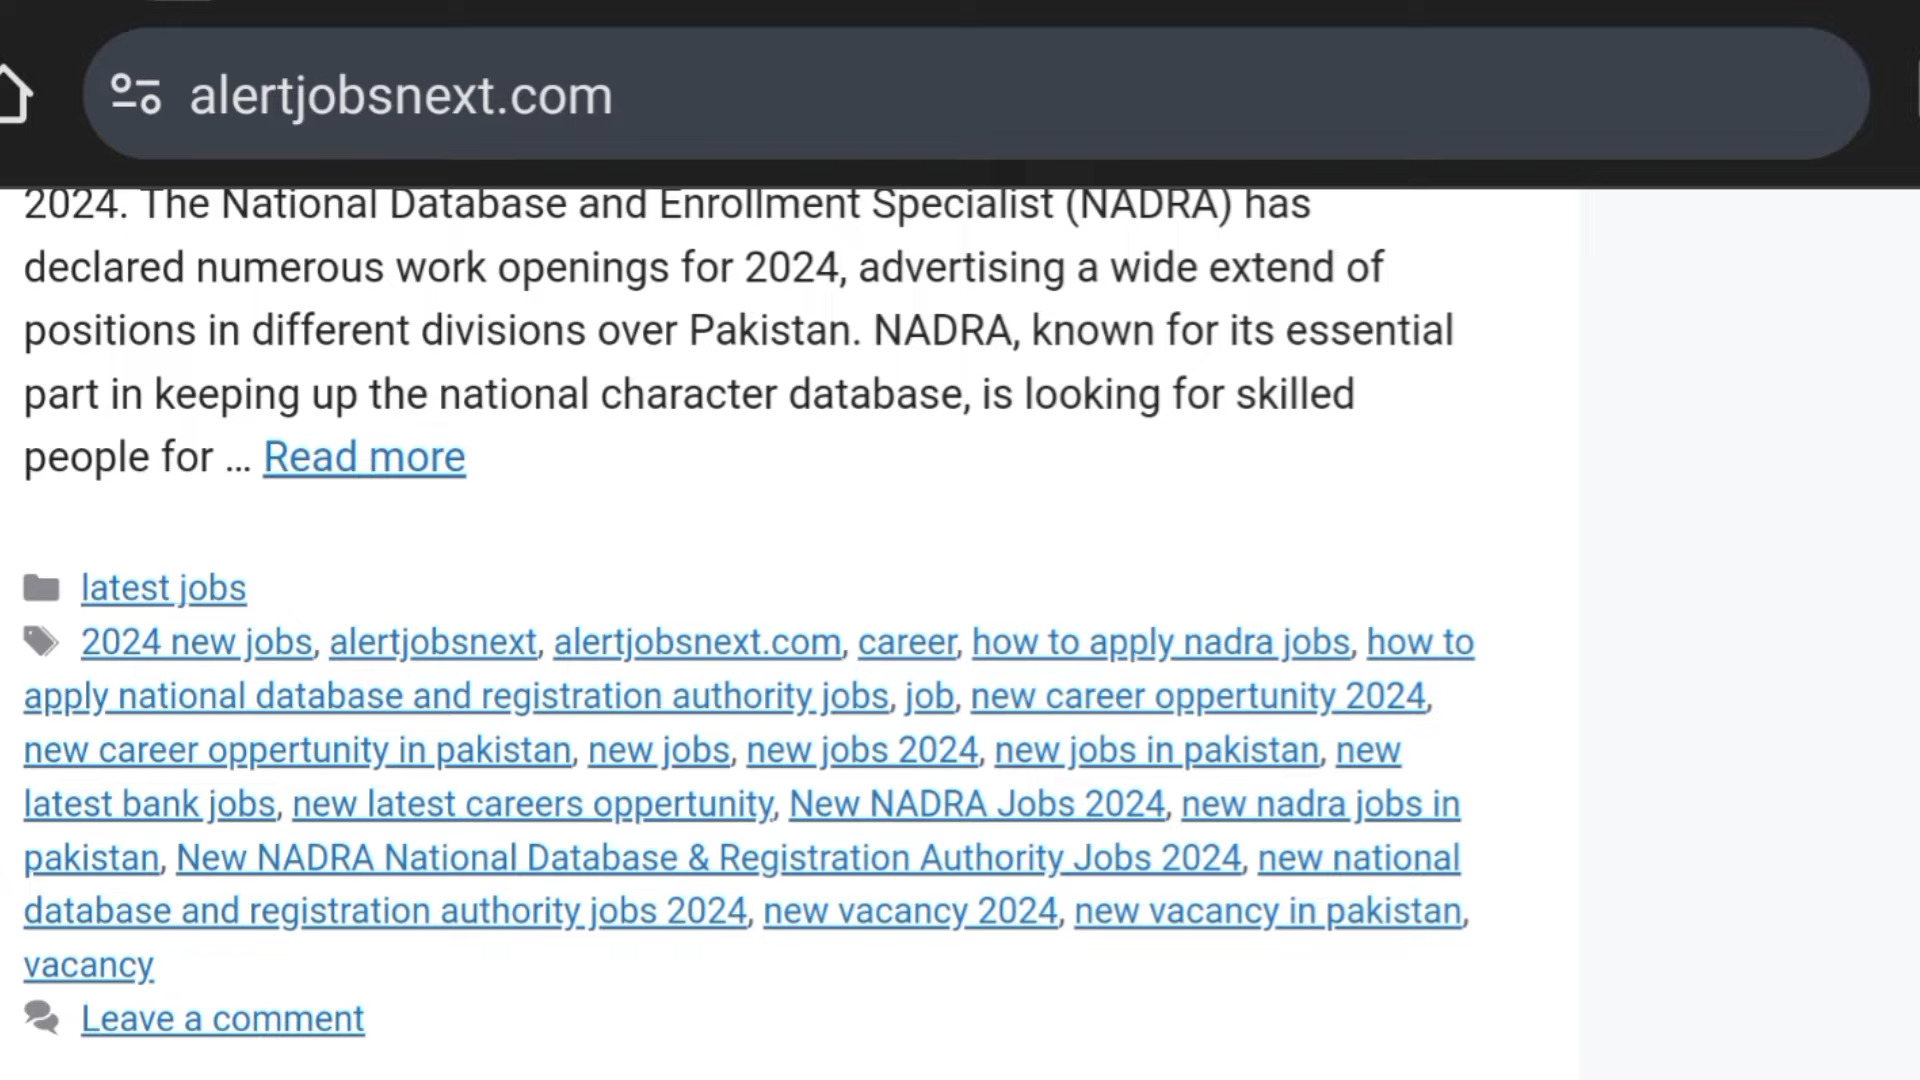 alertjobsnext.com
2024. The National Database and Enrollment Specialist (NADRA) has
declared numerous work openings for 2024, advertising a wide extend of
positions in different divisions over Pakistan. NADRA, known for its essential
part in keeping up the national character database, is looking for skilled
people for ... Read more
latest jobs
2024 new jobs, alertjobsnext, alertjobsnext.com, career, how to apply nadra jobs, how to
apply national database and registration authority jobs, job, new career oppertunity 2024,
new career oppertunity in pakistan, new jobs, new jobs 2024, new jobs in pakistan, new
latest bank jobs, new latest careers oppertunity, New NADRA Jobs 2024, new nadra jobs in
pakistan, New NADRA National Database & Registration Authority Jobs 2024, new national
database and registration authority jobs 2024, new vacancy 2024, new vacancy in pakistan,
vacancy
Leave a comment